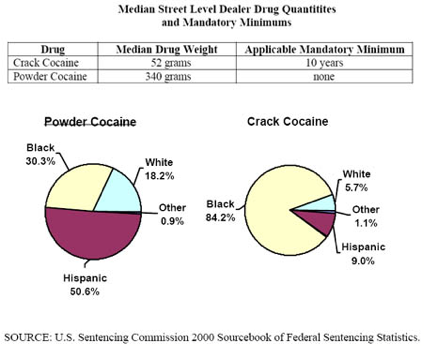 Median Street Level Dealer Drug Quantitites
and Mandatory Minimums
Drug Median Drug Weight Applicable Mandatory Minimum
Crack Cocaine 52 grams 10 years
Powder Cocaine 340 grams none
Powder Cocaine
Black
30.3%
White
18.2%
Other
0.9%
Hispanic
50.6%
Crack Cocaine
White
5.7%
Black
84.2%
Other
1.1%
Hispanic
9.0%
SOURCE: U.S. Sentencing Commission 2000 Sourcebook of Federal Sentencing Statistics.